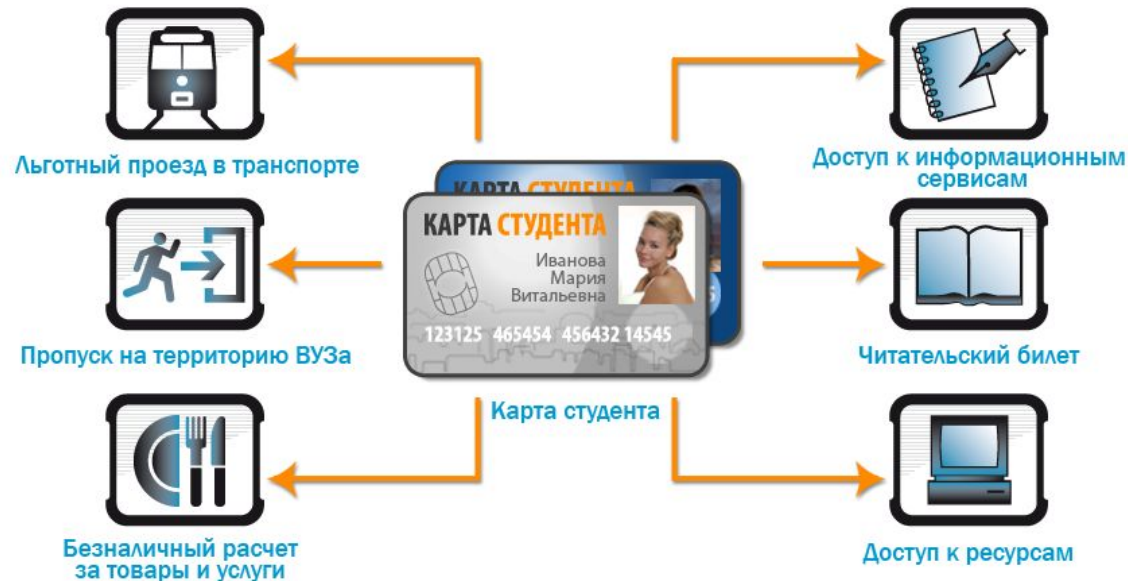 Льготный проезд в транспорте
Доступ к информационным
сервисам
КАРТА СТУДЕНТА
КАРТА СТУДЕНТА
Иванова
Мария
Витальевна
123125 465454 456432 14545
Пропуск на территорию ВУЗа
Читательский билет
Карта студента
Безналичный расчет
за товары и услуги
Доступ к ресурсам